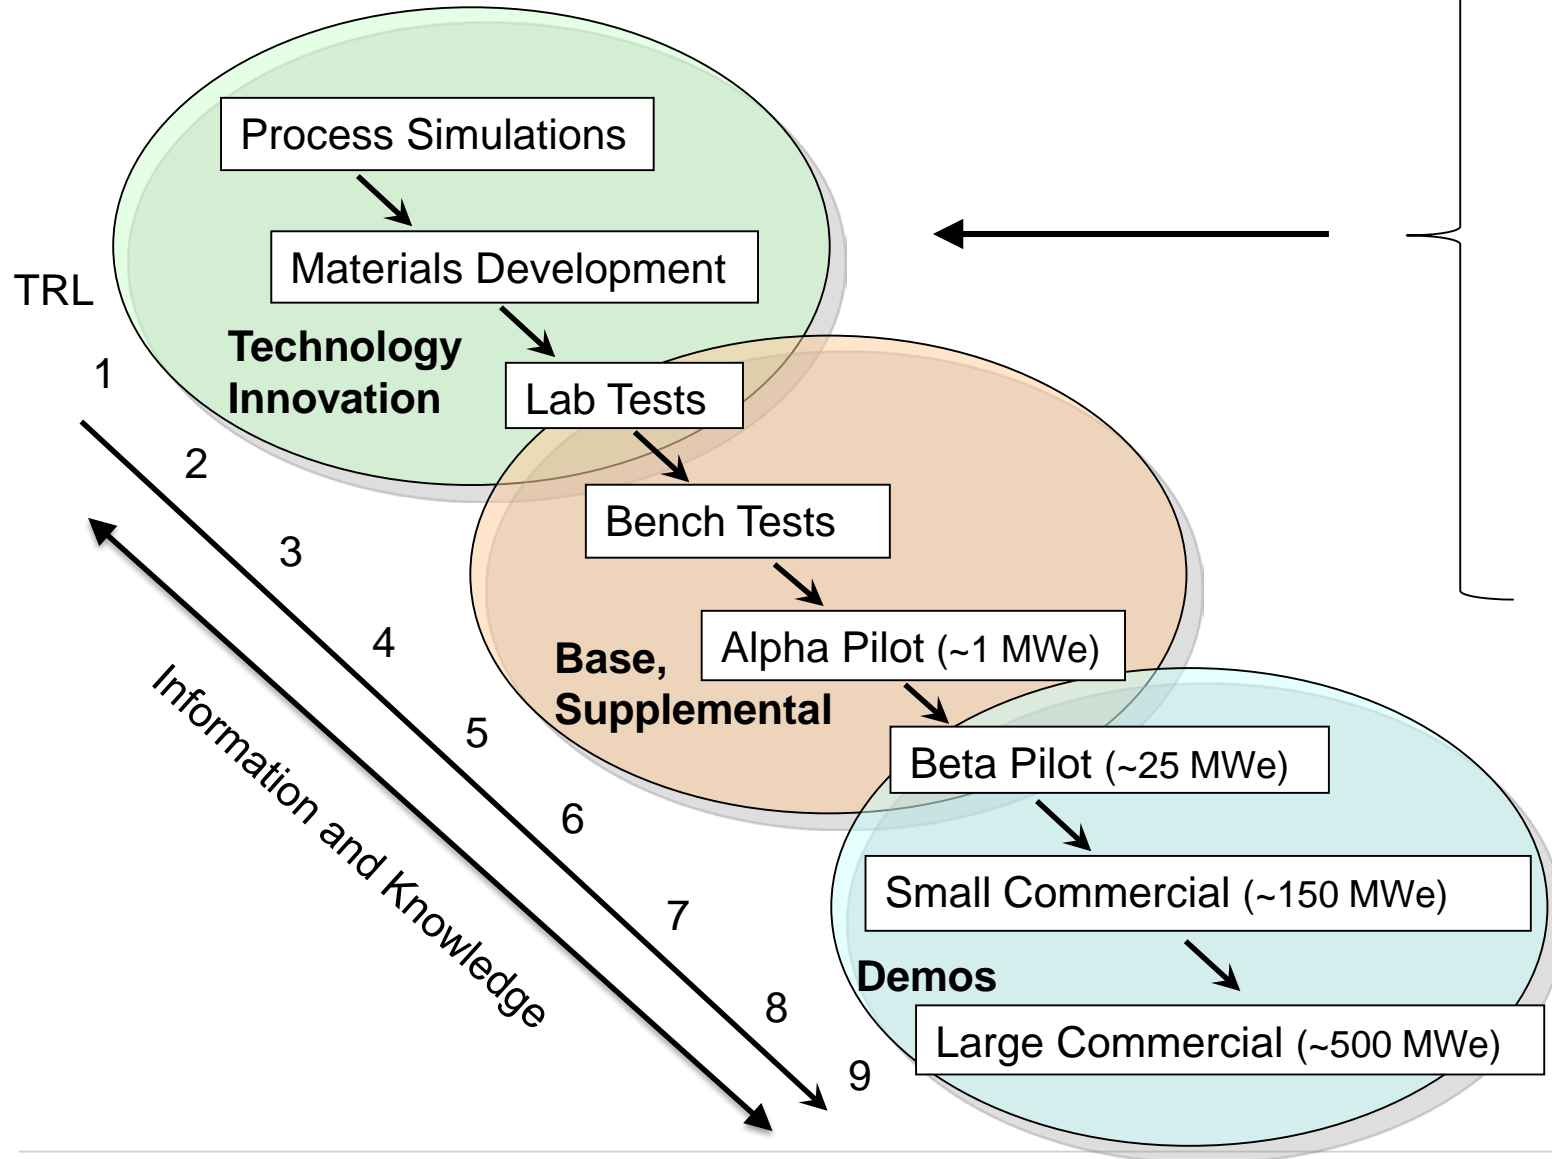 Process Simulations
Materials Development
TRL
Technology
Innovation
1
Lab Tests
2
Bench Tests
3
Alpha Pilot (~1 MWe)
4
Base,
Supplemental
5
Beta Pilot (~25 MWe)
6
Information and Knowledge
Small Commercial (~150 MWe)
7
Demos
8
Large Commercial (~500 MWe)
9